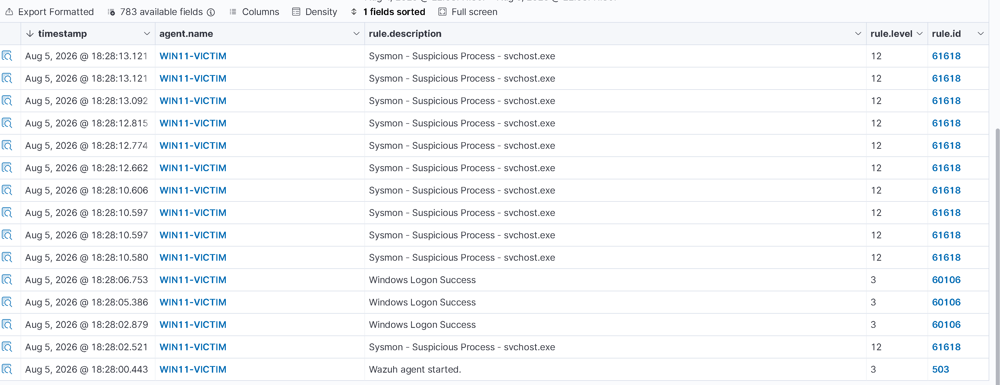 Export Formatted 783 available fields Columns Density 1 fields sorted Full screen
timestamp agent.name rule.description rule.level rule.id
Aug 5, 2026 @ 18:28:13.121 WIN11-VICTIM Sysmon - Suspicious Process - svchost.exe 12 61618
Aug 5, 2026 @ 18:28:13.121 WIN11-VICTIM Sysmon - Suspicious Process - svchost.exe 12 61618
Aug 5, 2026 @ 18:28:13.092 WIN11-VICTIM Sysmon - Suspicious Process - svchost.exe 12 61618
Aug 5, 2026 @ 18:28:12.815 WIN11-VICTIM Sysmon - Suspicious Process - svchost.exe 12 61618
Aug 5, 2026 @ 18:28:12.774 WIN11-VICTIM Sysmon - Suspicious Process - svchost.exe 12 61618
Aug 5, 2026 @ 18:28:12.662 WIN11-VICTIM Sysmon - Suspicious Process - svchost.exe 12 61618
Aug 5, 2026 @ 18:28:10.606 WIN11-VICTIM Sysmon - Suspicious Process - svchost.exe 12 61618
Aug 5, 2026 @ 18:28:10.597 WIN11-VICTIM Sysmon - Suspicious Process - svchost.exe 12 61618
Aug 5, 2026 @ 18:28:10.597 WIN11-VICTIM Sysmon - Suspicious Process - svchost.exe 12 61618
Aug 5, 2026 @ 18:28:10.580 WIN11-VICTIM Sysmon - Suspicious Process - svchost.exe 12 61618
Aug 5, 2026 @ 18:28:06.753 WIN11-VICTIM Windows Logon Success 3 60106
Aug 5, 2026 @ 18:28:05.386 WIN11-VICTIM Windows Logon Success 3 60106
Aug 5, 2026 @ 18:28:02.879 WIN11-VICTIM Windows Logon Success 3 60106
Aug 5, 2026 @ 18:28:02.521 WIN11-VICTIM Sysmon - Suspicious Process - svchost.exe 12 61618
Aug 5, 2026 @ 18:28:00.443 WIN11-VICTIM Wazuh agent started. 3 503